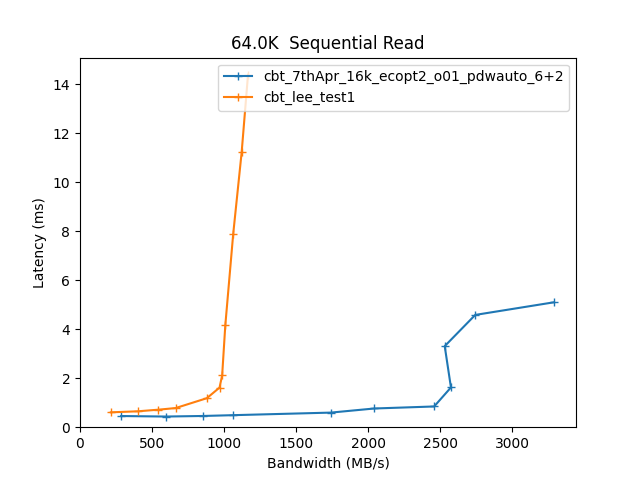 64.0K  Sequential Read
cbt_7thApr_16k_ecopt2_o01_pdwauto_6+2
cbt_lee_test1
14
12
10
8
6
4
2
0
Latency (ms)
0 500 1000 1500 2000 2500 3000
Bandwidth (MB/s)